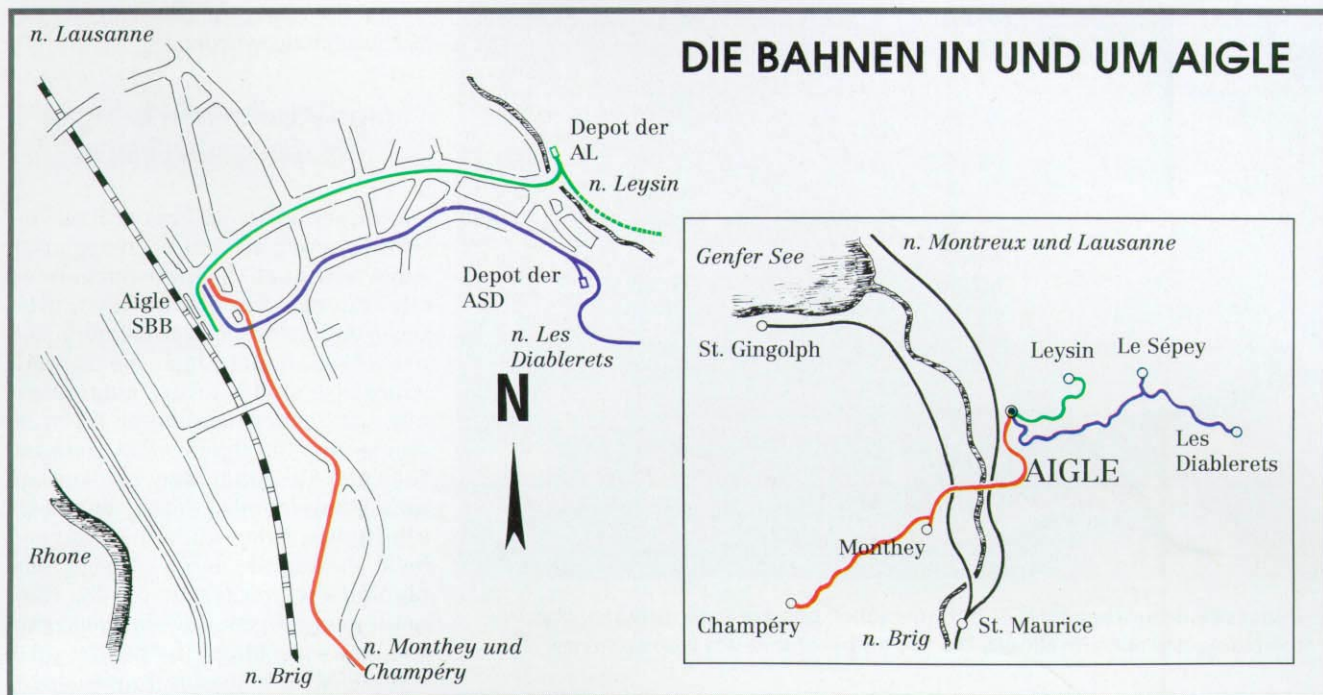 DIE BAHNEN IN UND UM AIGLE
n. Lausanne
Depot der
AL
n. Leysin
Aigle
SBB
Depot der
ASD
n. Les
Diablerets
N
Rhone
n. Brig
n. Monthey und
Champéry
n. Montreux und Lausanne
Genfer See
St. Gingolph
Leysin
Le Sépey
Les
Diablerets
AIGLE
Monthey
Champéry
n. Brig
St. Maurice